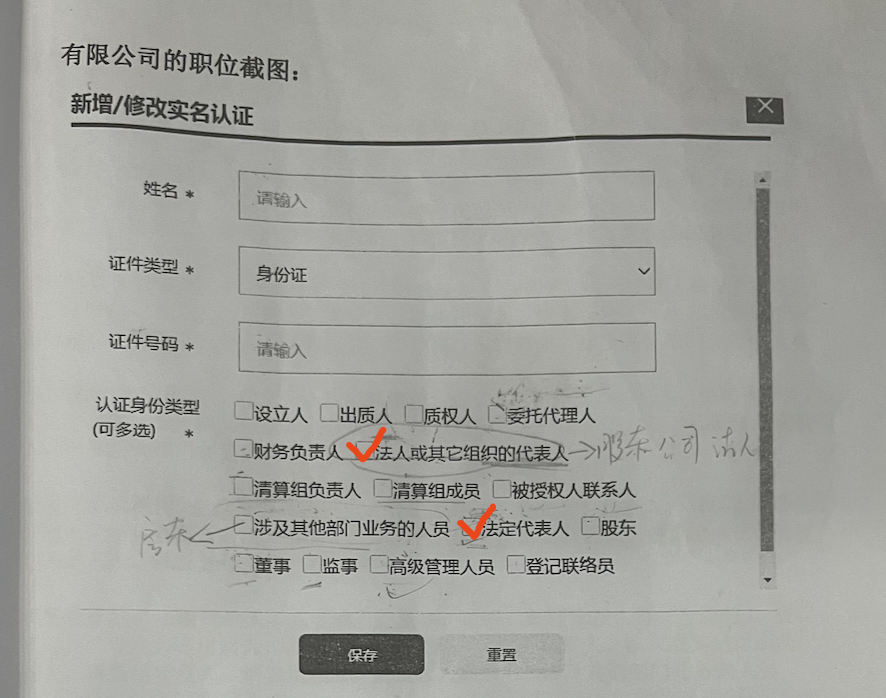 有限公司的职位截图：
新增/修改实名认证
姓名 *
请输入
证件类型 *
身份证
证件号码 *
请输入
认证身份类型
(可多选) *
设立人 出质人 质权人 委托代理人
财务负责人 法人或其它组织的代表人 →股东公司 法人
清算组负责人 清算组成员 被授权人联系人
房东 涉及其他部门业务的人员 法定代表人 股东
董事 监事 高级管理人员 登记联络员
保存 重置